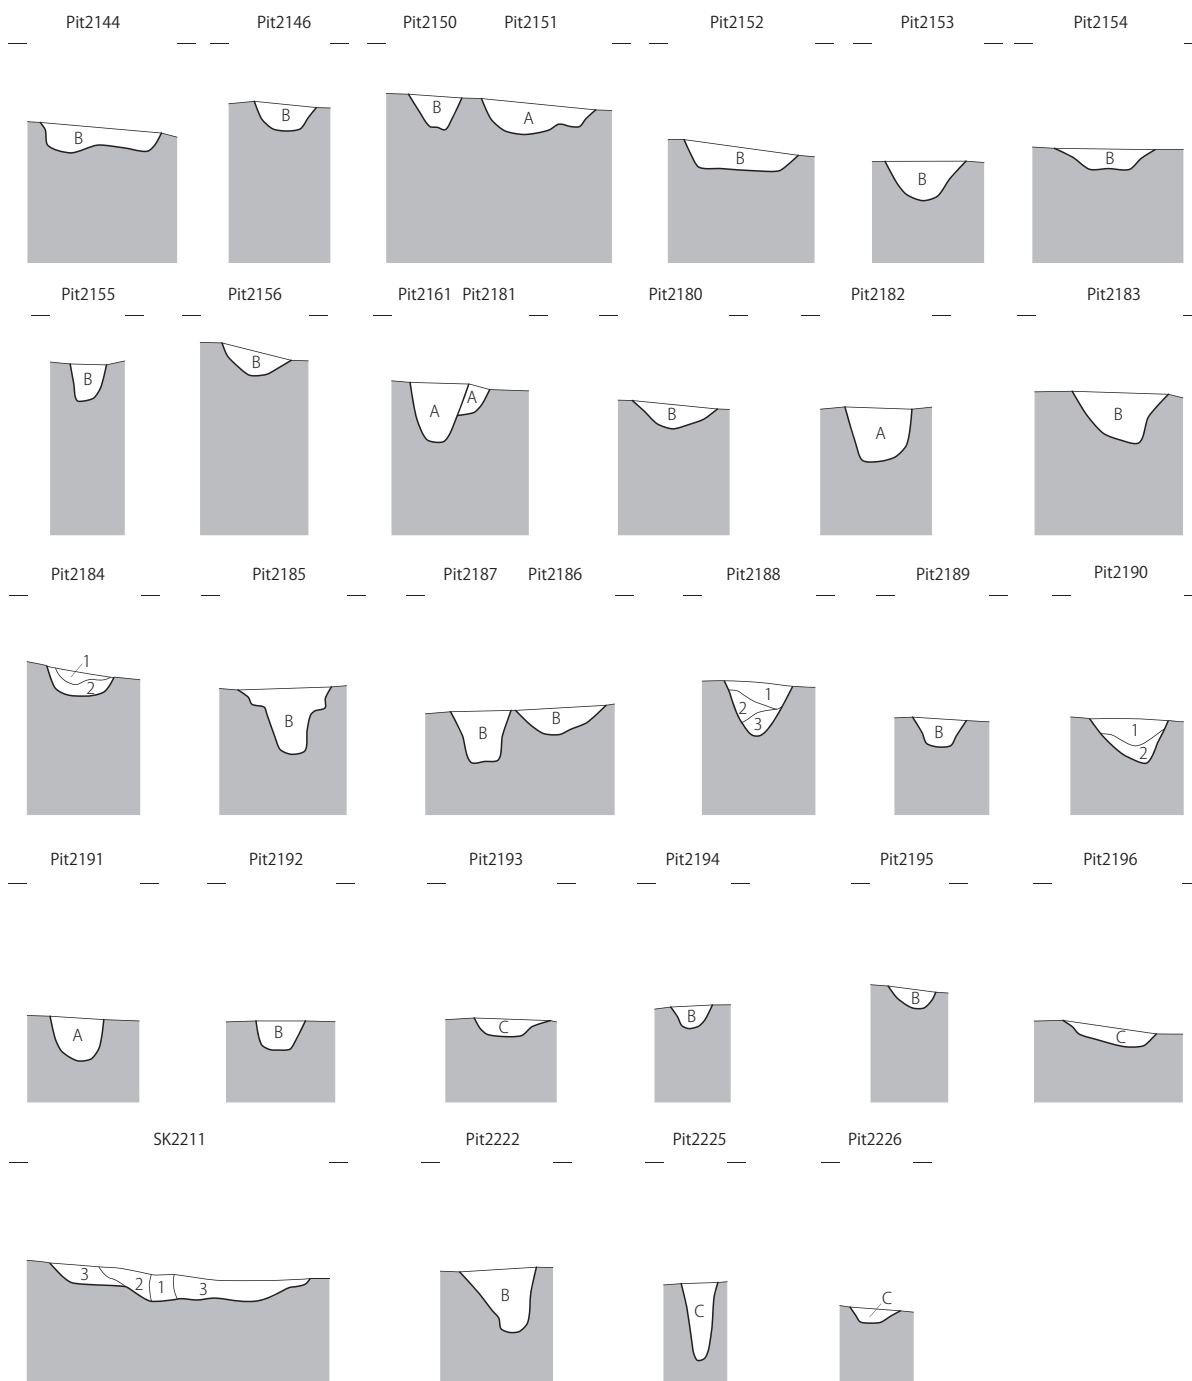 Pit2144 Pit2146 Pit2150 Pit2151 Pit2152 Pit2153 Pit2154
B B B A B B B
Pit2155 Pit2156 Pit2161 Pit2181 Pit2180 Pit2182 Pit2183
B B A A B A B
Pit2184 Pit2185 Pit2187 Pit2186 Pit2188 Pit2189 Pit2190
1 2 B B B 1 2 3 B 1 2
Pit2191 Pit2192 Pit2193 Pit2194 Pit2195 Pit2196
A B C B B C
SK2211 Pit2222 Pit2225 Pit2226
3 2 1 3 B C C